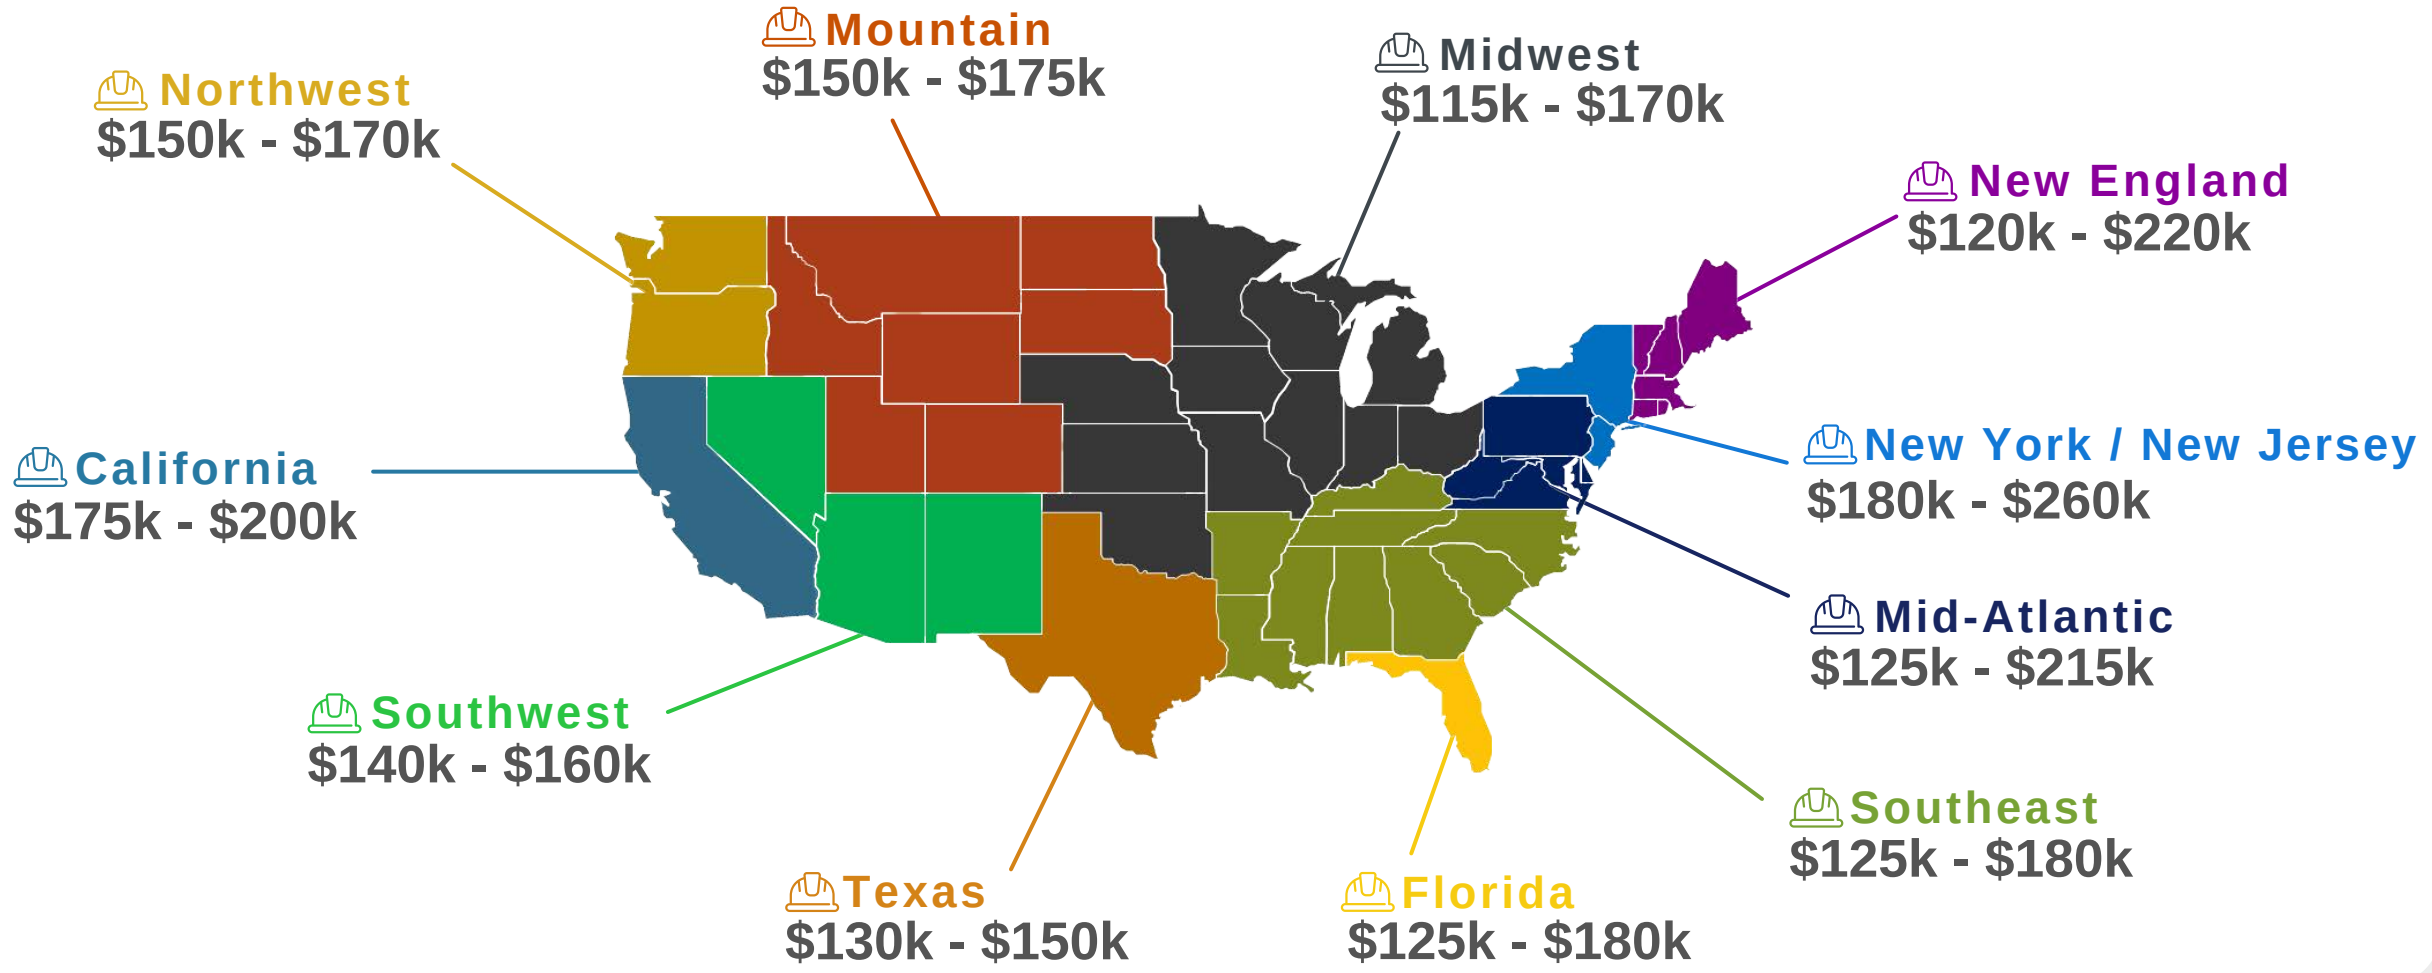 Mountain
$150k - $175k
Midwest
$115k - $170k
Northwest
$150k - $170k
New England
$120k - $220k
California
$175k - $200k
New York / New Jersey
$180k - $260k
Mid-Atlantic
$125k - $215k
Southwest
$140k - $160k
Southeast
$125k - $180k
Texas
$130k - $150k
Florida
$125k - $180k